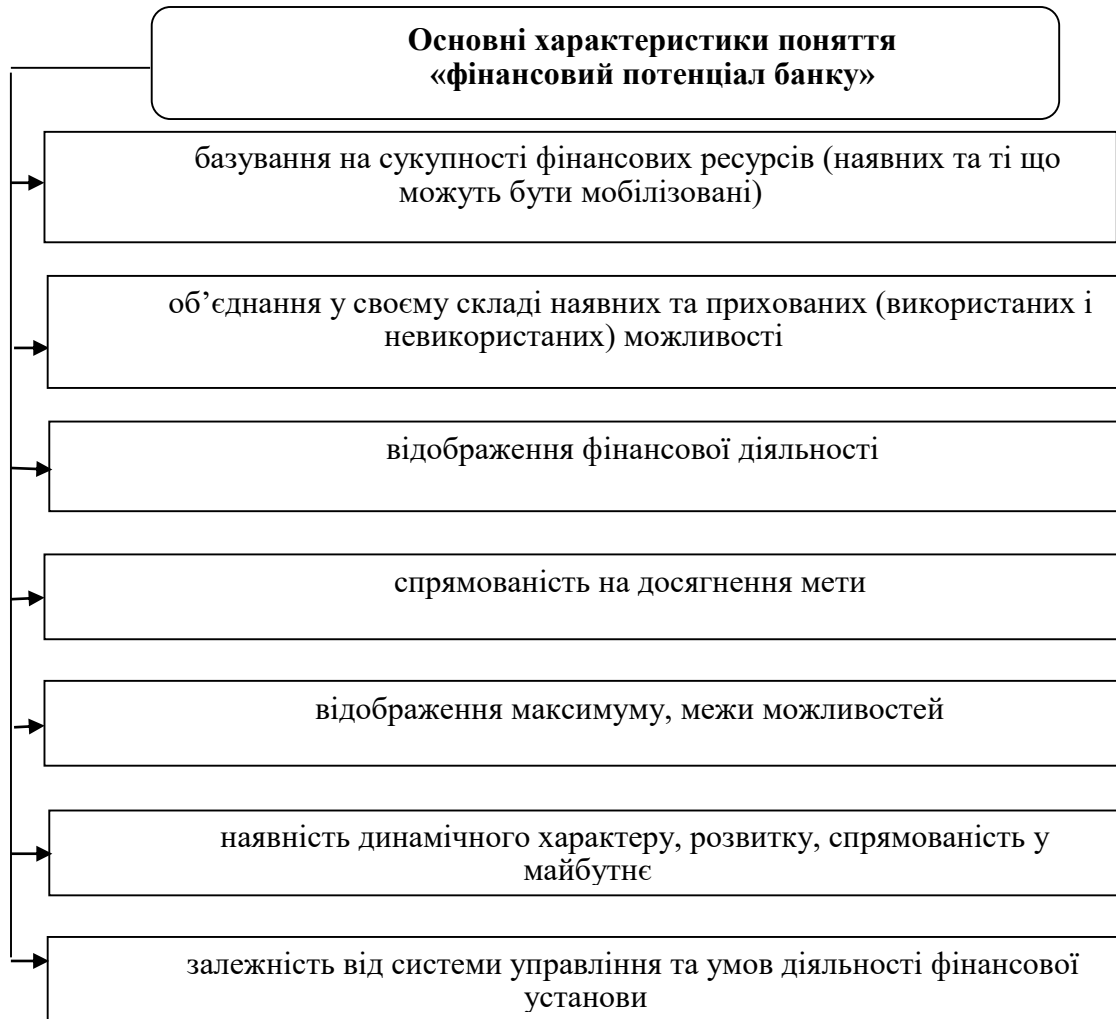 Основні характеристики поняття
«фінансовий потенціал банку»
базування на сукупності фінансових ресурсів (наявних та ті що
можуть бути мобілізовані)
об’єднання у своєму складі наявних та прихованих (використаних і
невикористаних) можливості
відображення фінансової діяльності
спрямованість на досягнення мети
відображення максимуму, межи можливостей
наявність динамічного характеру, розвитку, спрямованість у
майбутнє
залежність від системи управління та умов діяльності фінансової
установи